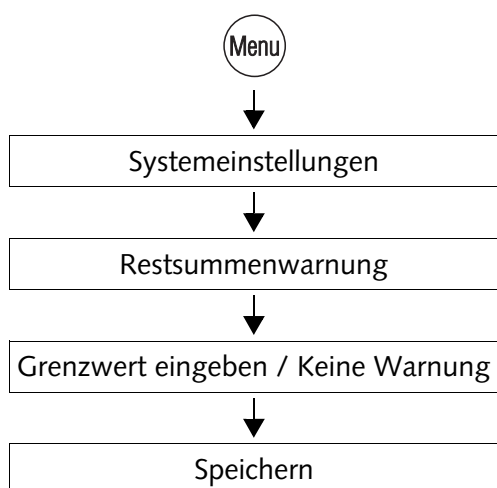 Menu
Systemeinstellungen
Restsummenwarnung
Grenzwert eingeben / Keine Warnung
Speichern